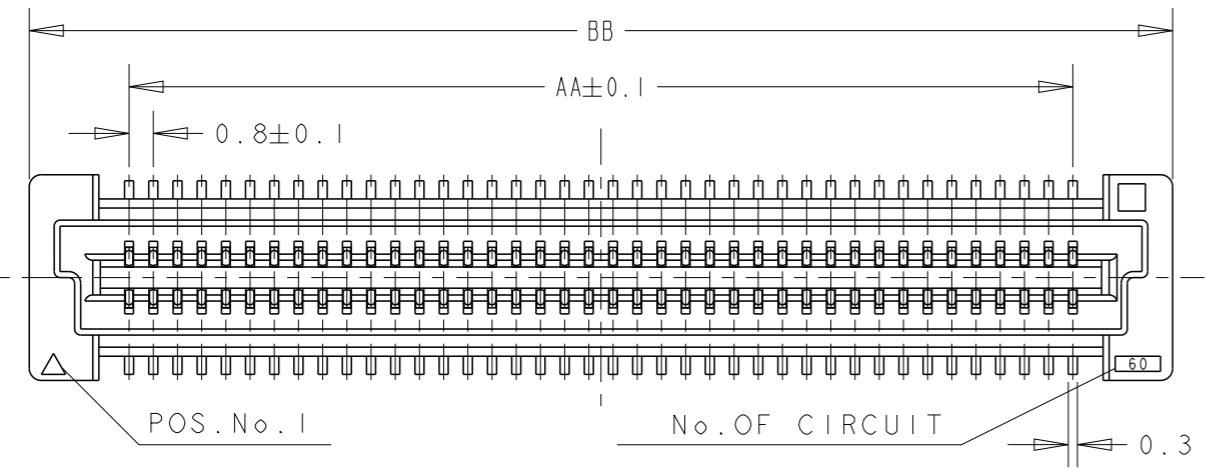 BB
AA±0.1
0.8±0.1
60
POS.No.1
No.OF CIRCUIT
0.3